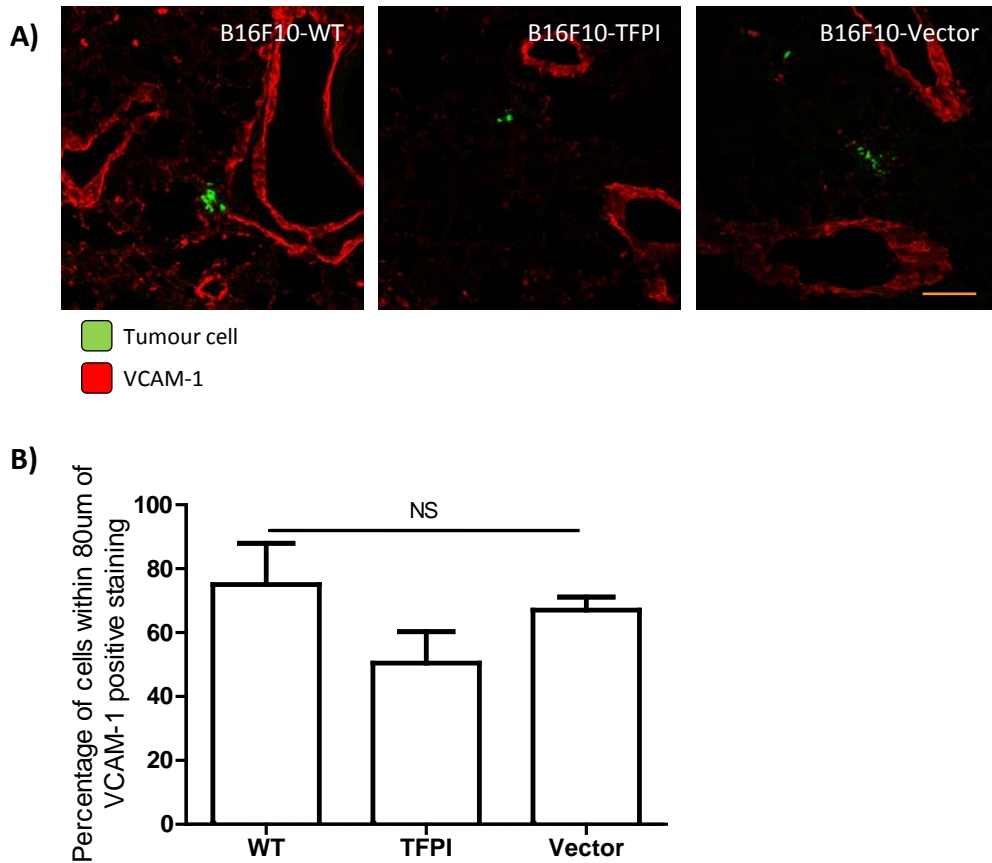 A)
B16F10-WT
B16F10-TFPI
B16F10-Vector
Tumour cell
VCAM-1
B)
Percentage of cells within 80um of
VCAM-1 positive staining
100
80
60
40
20
0
NS
WT
TFPI
Vector